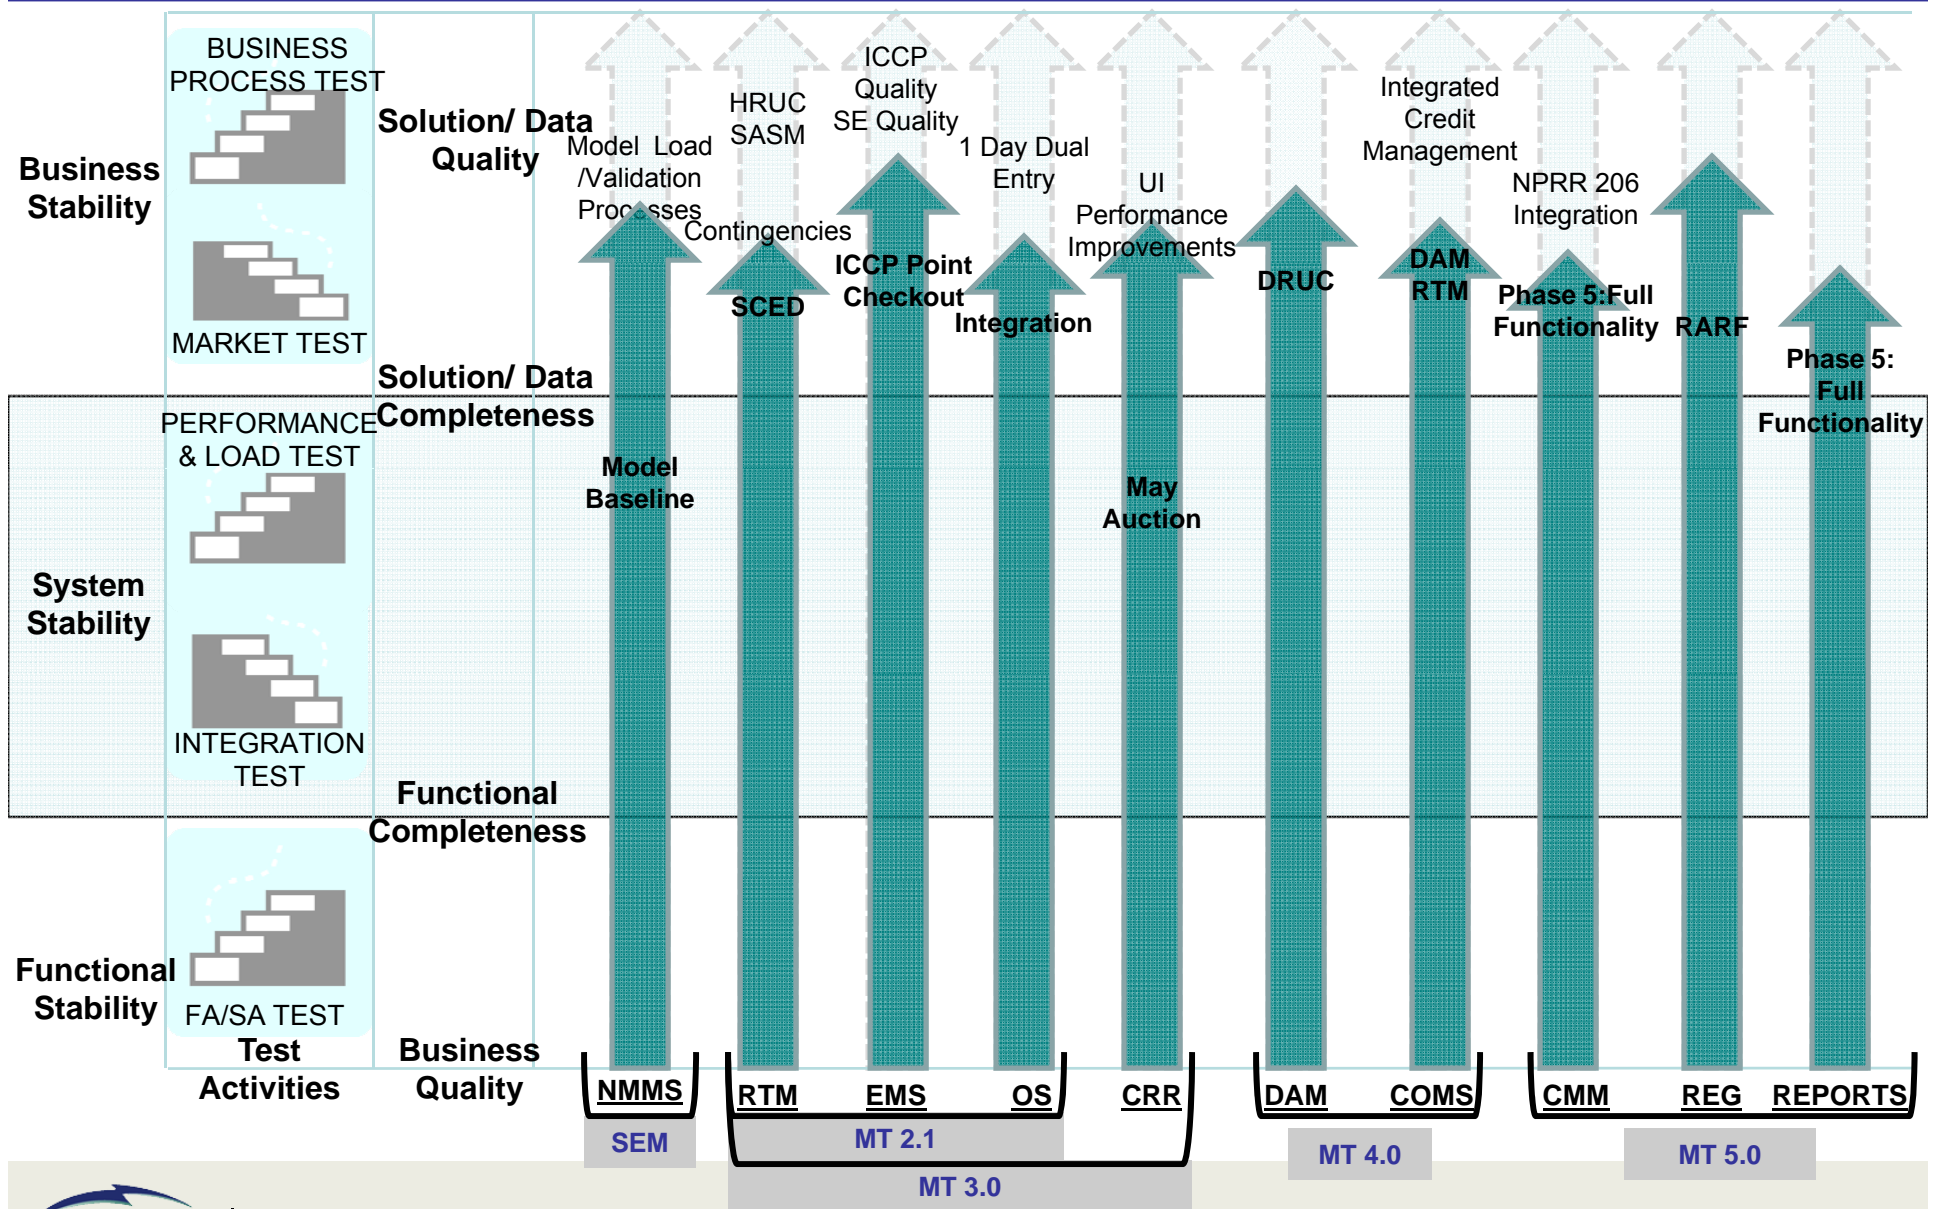 BUSINESS
PROCESS TEST
Solution/ Data
Quality
Business
Stability
MARKET TEST
Solution/ Data
Completeness
PERFORMANCE
& LOAD TEST
System
Stability
INTEGRATION
TEST
Functional
Completeness
Functional
Stability
FA/SA TEST
Test
Activities
Business
Quality
Model Load
/Validation
Processes
Model
Baseline
HRUC
SASM
Contingencies
SCED
ICCP
Quality
SE Quality
ICCP Point
Checkout
1 Day Dual
Entry
Integration
UI
Performance
Improvements
May
Auction
DRUC
Integrated
Credit
Management
DAM
RTM
NPRR 206
Integration
Phase 5:Full
Functionality
RARF
Phase 5:
Full
Functionality
NMMS
RTM
EMS
OS
CRR
DAM
COMS
CMM
REG
REPORTS
SEM
MT 2.1
MT 3.0
MT 4.0
MT 5.0